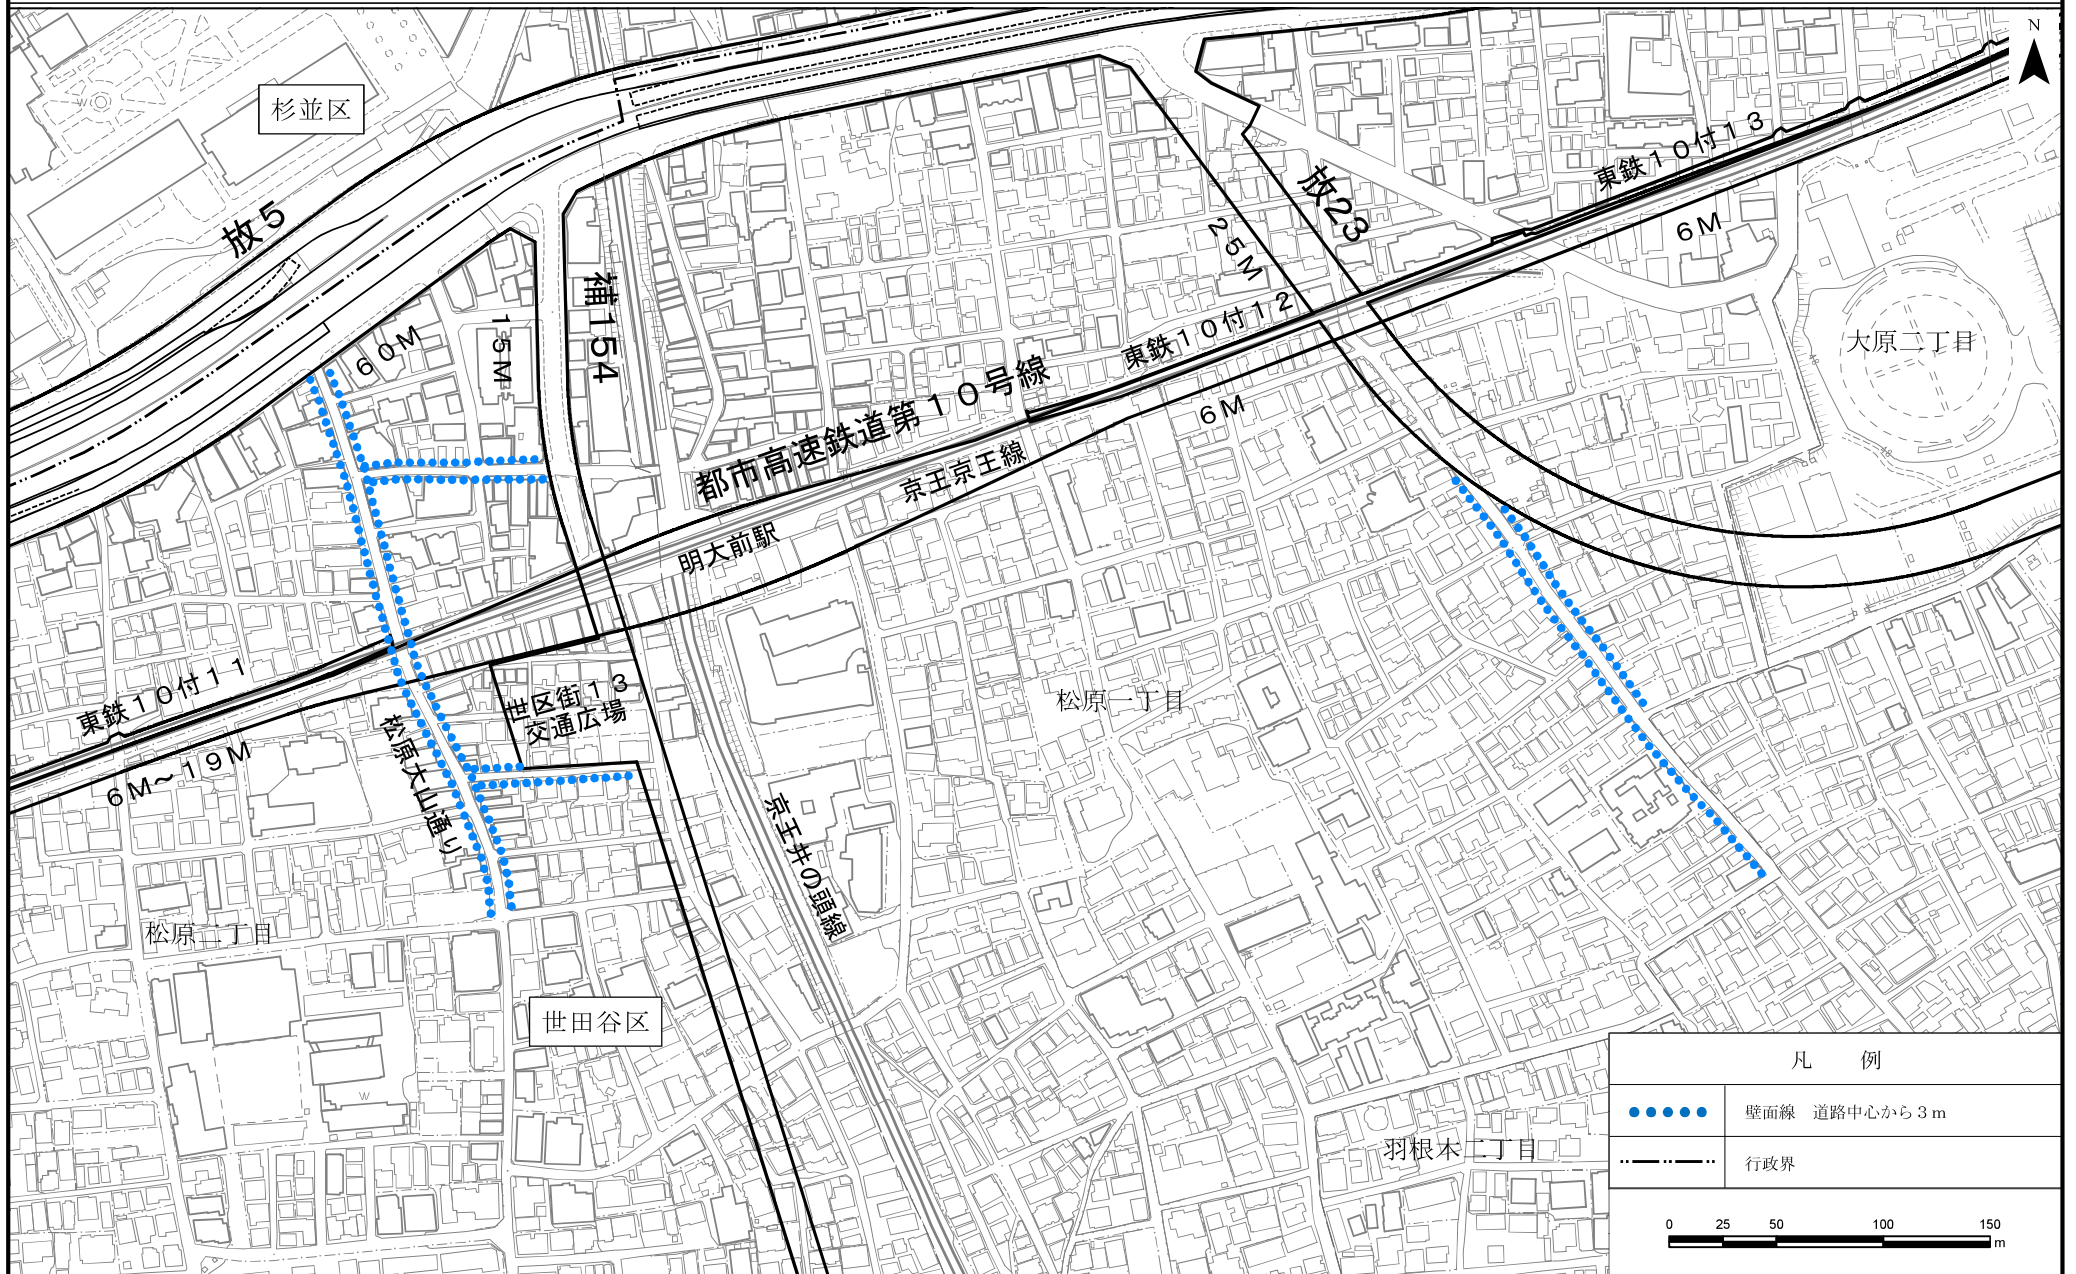 N
杉並区
放5
東鉄10付13
放23
25M
6M
補154
15M
60M
大原二丁目
東鉄10付12
都市高速鉄道第10号線
6M
京王京王線
明大前駅
東鉄10付11
世区街13
交通広場
松原一丁目
6M~19M
松原大山通り
京王井の頭線
松原二丁目
世田谷区
羽根木二丁目
凡 例
壁面線 道路中心から3m
行政界
0 25 50 100 150
m